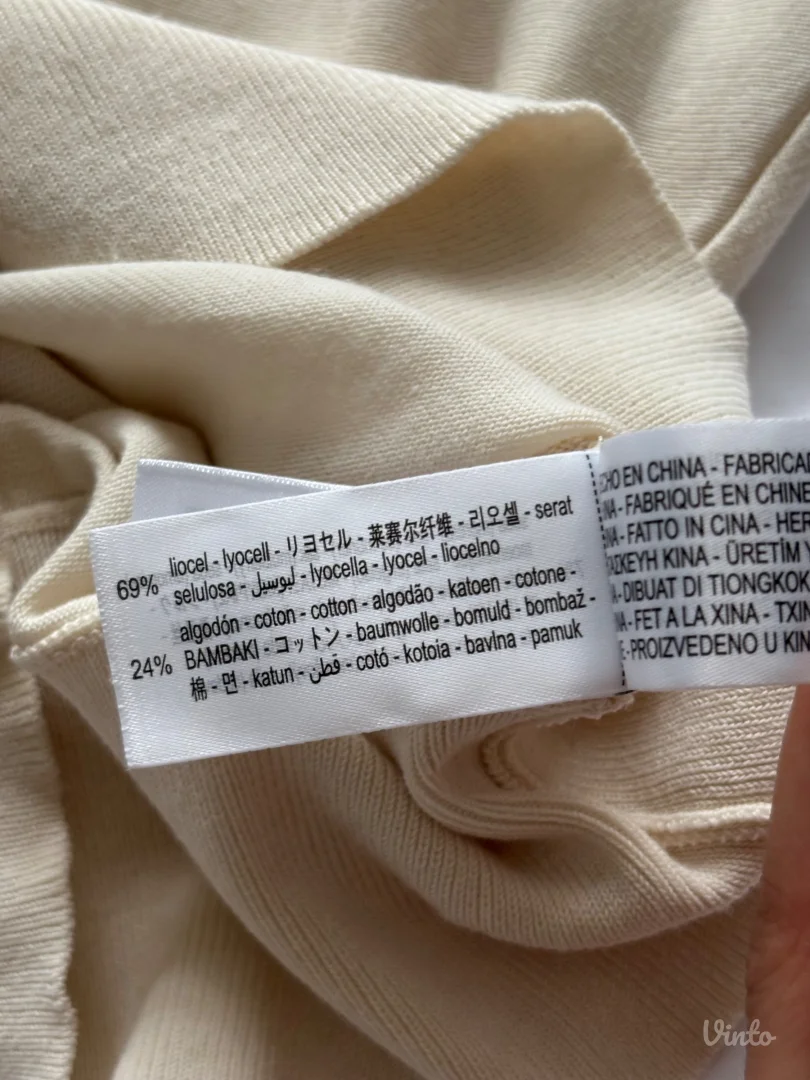 69% liocel - lyocell - リヨセル - 莱赛尔纤维 - 리오셀 - serat
selulosa - ليوسيل - lyocella - lyocel - liocelno
algodón - coton - cotton - algodão - katoen - cotone -
24% BAMBAKI - コットン - baumwolle - bomuld - bombaž -
棉 - 면 - katun - قطن - cotó - kotoia - bavlna - pamuk
EN CHINA - FABRICAD
- FABRIQUÉ EN CHINE
- FATTO IN CINA - HER
KINA - ÜRETİM
- DIBUAT DI TIONGKOK
- FET A LA XINA - TXIN
- PROIZVEDENO U KIN
Vinto